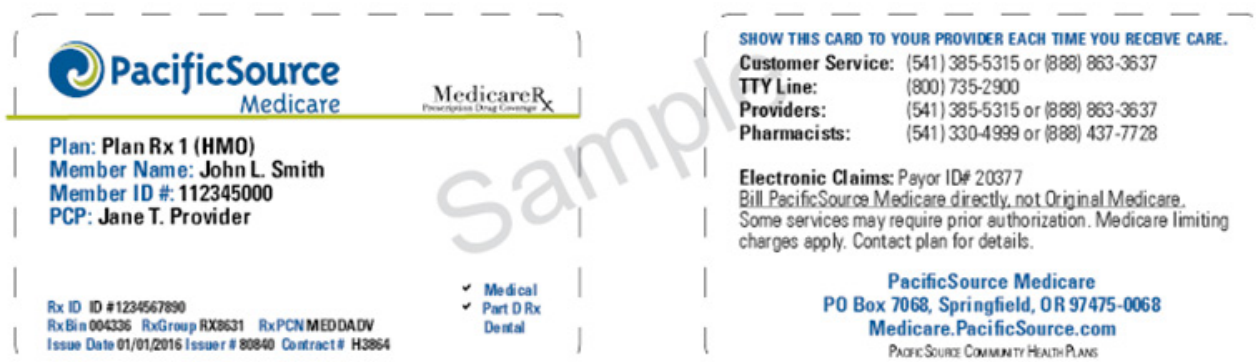 PacificSource
Medicare
MedicareRx
Prescription Drug Coverage
Plan: Plan Rx 1 (HMO)
Member Name: John L. Smith
Member ID #: 112345000
PCP: Jane T. Provider
Rx ID ID #1234567890
RxBin 004336 RxGroup RX8631 RxPCN MEDDADV
Issue Date 01/01/2016 Issuer # 80840 Contract # H3864
✓ Medical
✓ Part D Rx
Dental
Sample
SHOW THIS CARD TO YOUR PROVIDER EACH TIME YOU RECEIVE CARE.
Customer Service: (541) 385-5315 or (888) 863-3637
TTY Line: (800) 735-2900
Providers: (541) 385-5315 or (888) 863-3637
Pharmacists: (541) 330-4999 or (888) 437-7728
Electronic Claims: Payor ID# 20377
Bill PacificSource Medicare directly, not Original Medicare.
Some services may require prior authorization. Medicare limiting
charges apply. Contact plan for details.
PacificSource Medicare
PO Box 7068, Springfield, OR 97475-0068
Medicare.PacificSource.com
PACIFICSOURCE COMMUNITY HEALTH PLANS